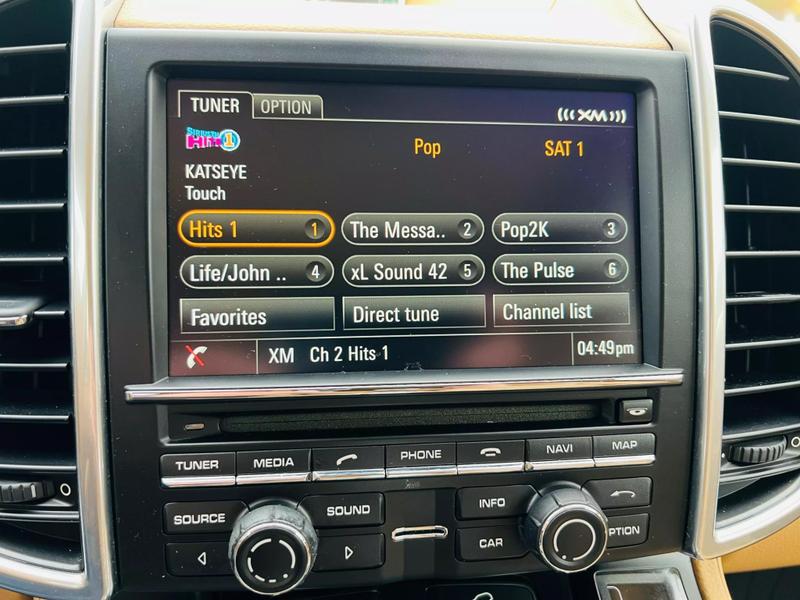 TUNER OPTION
XM
SiriusXM Hits 1
Pop SAT 1
KATSEYE
Touch
Hits 1 1 The Messa.. 2 Pop2K 3
Life/John .. 4 xL Sound 42 5 The Pulse 6
Favorites Direct tune Channel list
XM Ch 2 Hits 1 04:49pm
TUNER MEDIA PHONE NAVI MAP
SOURCE SOUND INFO
CAR PTION